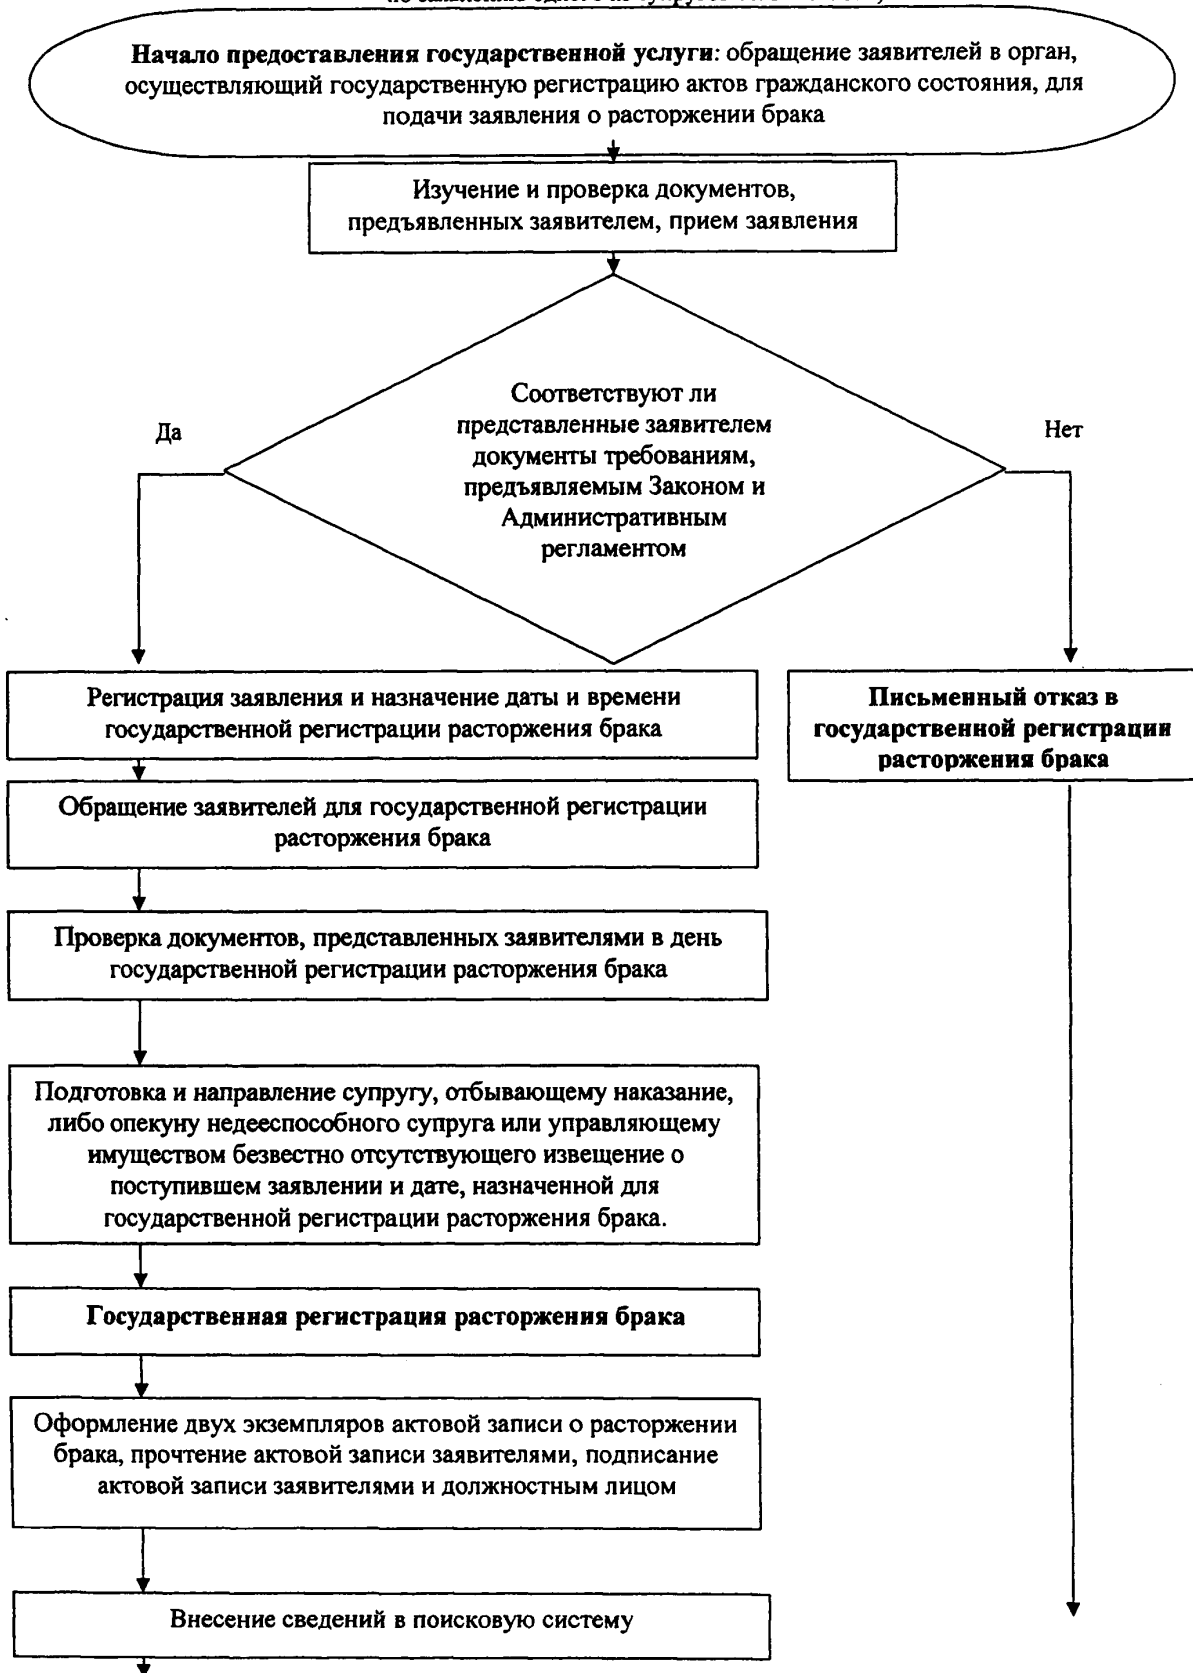 Начало предоставления государственной услуги: обращение заявителей в орган,
осуществляющий государственную регистрацию актов гражданского состояния, для
подачи заявления о расторжении брака
Изучение и проверка документов,
предъявленных заявителем, прием заявления
Соответствуют ли
представленные заявителем
документы требованиям,
предъявляемым Законом и
Административным
регламентом
Да
Нет
Регистрация заявления и назначение даты и времени
государственной регистрации расторжения брака
Письменный отказ в
государственной регистрации
расторжения брака
Обращение заявителей для государственной регистрации
расторжения брака
Проверка документов, представленных заявителями в день
государственной регистрации расторжения брака
Подготовка и направление супругу, отбывающему наказание,
либо опекуну недееспособного супруга или управляющему
имуществом безвестно отсутствующего извещение о
поступившем заявлении и дате, назначенной для
государственной регистрации расторжения брака.
Государственная регистрация расторжения брака
Оформление двух экземпляров актовой записи о расторжении
брака, прочтение актовой записи заявителями, подписание
актовой записи заявителями и должностным лицом
Внесение сведений в поисковую систему